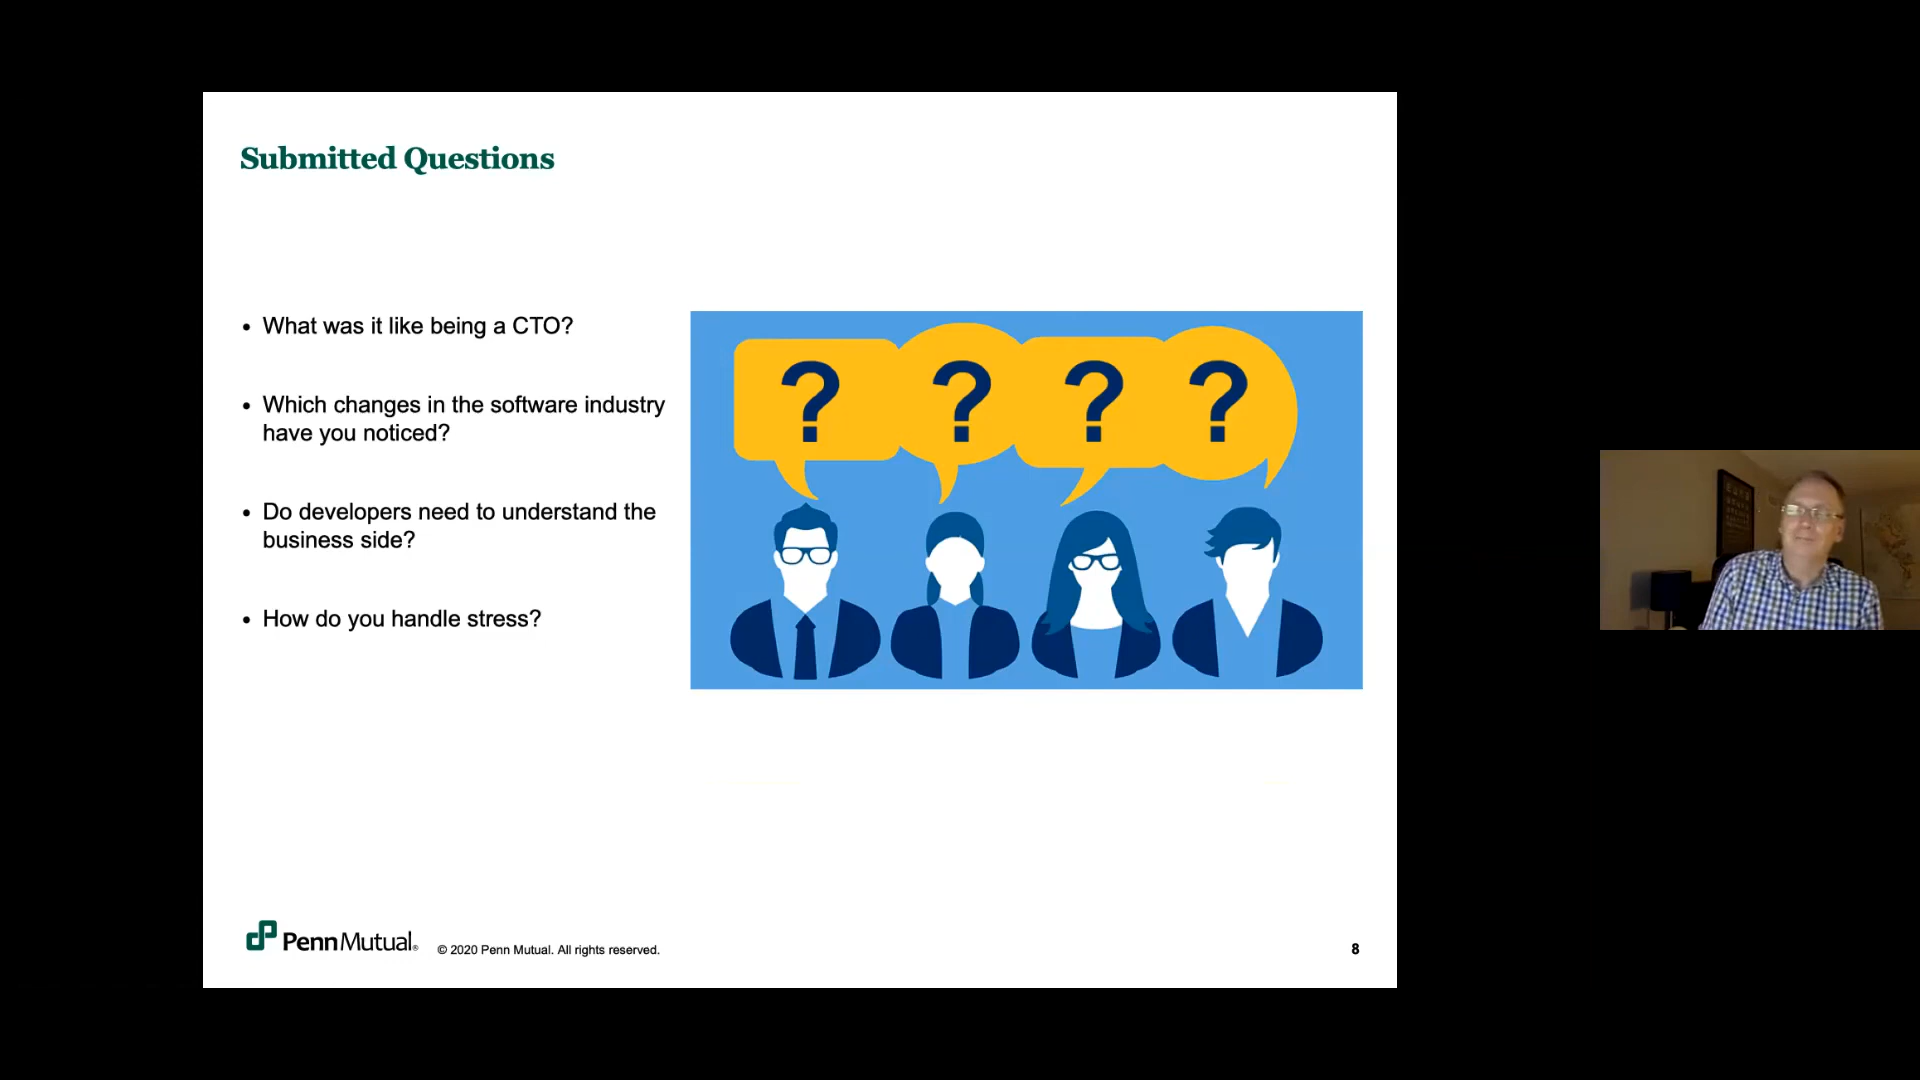 Submitted Questions
• What was it like being a CTO?
• Which changes in the software industry
have you noticed?
• Do developers need to understand the
business side?
• How do you handle stress?
? ? ? ?
PennMutual®
© 2020 Penn Mutual. All rights reserved.
8